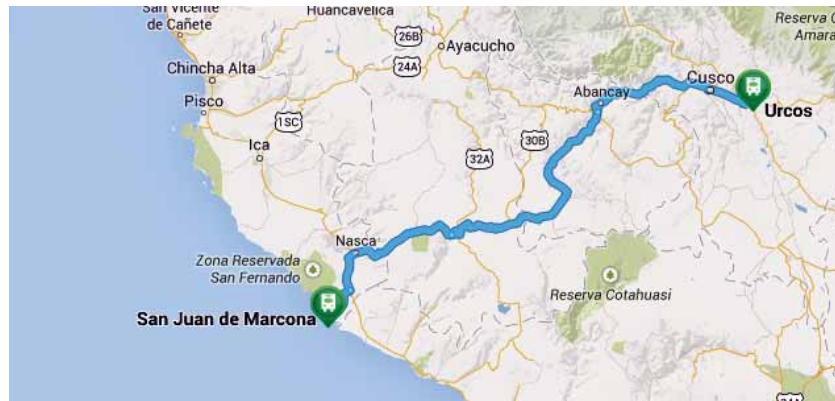 San Vicente
de Cañete
Huancavelica
Reserva
Amara
26B
Ayacucho
24A
Chincha Alta
Cusco
Abancay
Urcos
Pisco
1SC
Ica
30B
32A
Nasca
Zona Reservada
San Fernando
Reserva Cotahuasi
San Juan de Marcona
34A